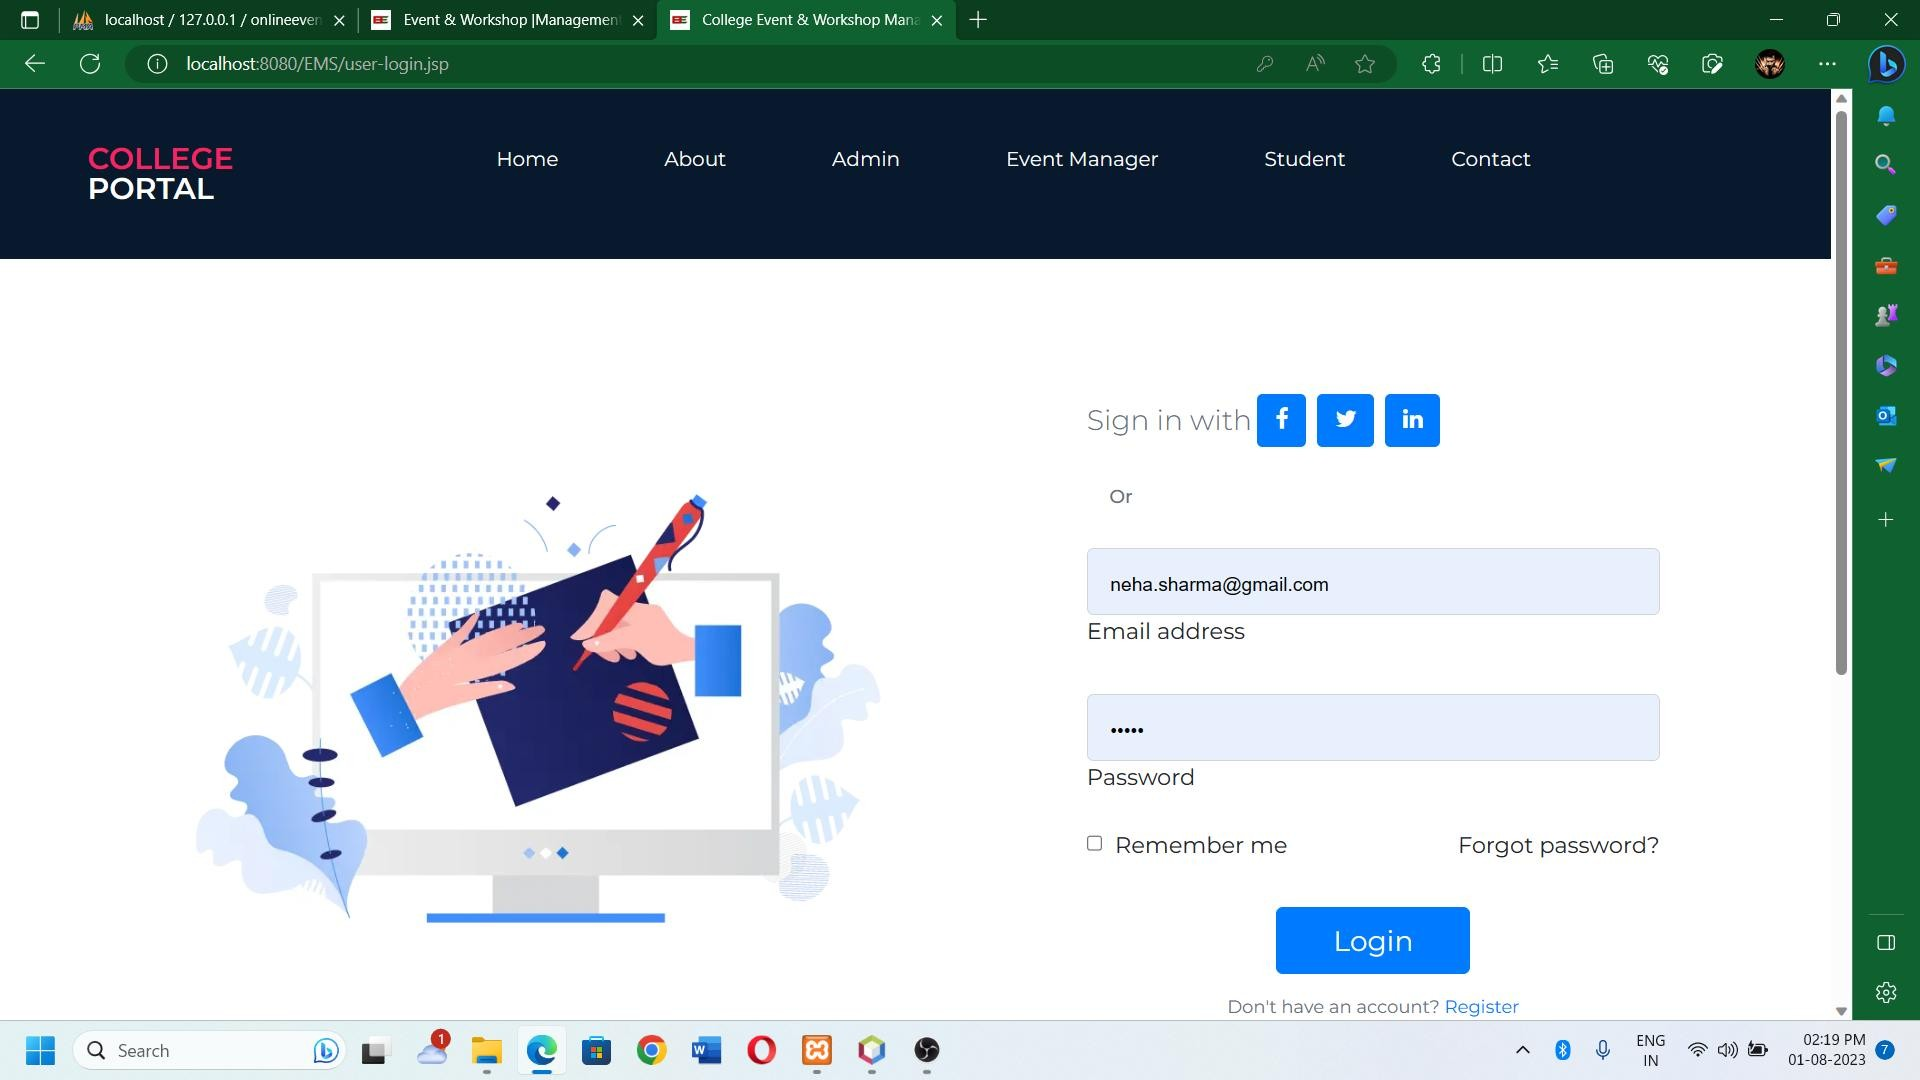 localhost / 127.0.0.1 / onlineeven
Event & Workshop |Management
College Event & Workshop Mana
localhost:8080/EMS/user-login.jsp
COLLEGE
PORTAL
Home
About
Admin
Event Manager
Student
Contact
Sign in with
Or
neha.sharma@gmail.com
Email address
•••••
Password
Remember me
Forgot password?
Login
Don't have an account? Register
Search
1
ENG
IN
02:19 PM
01-08-2023
7